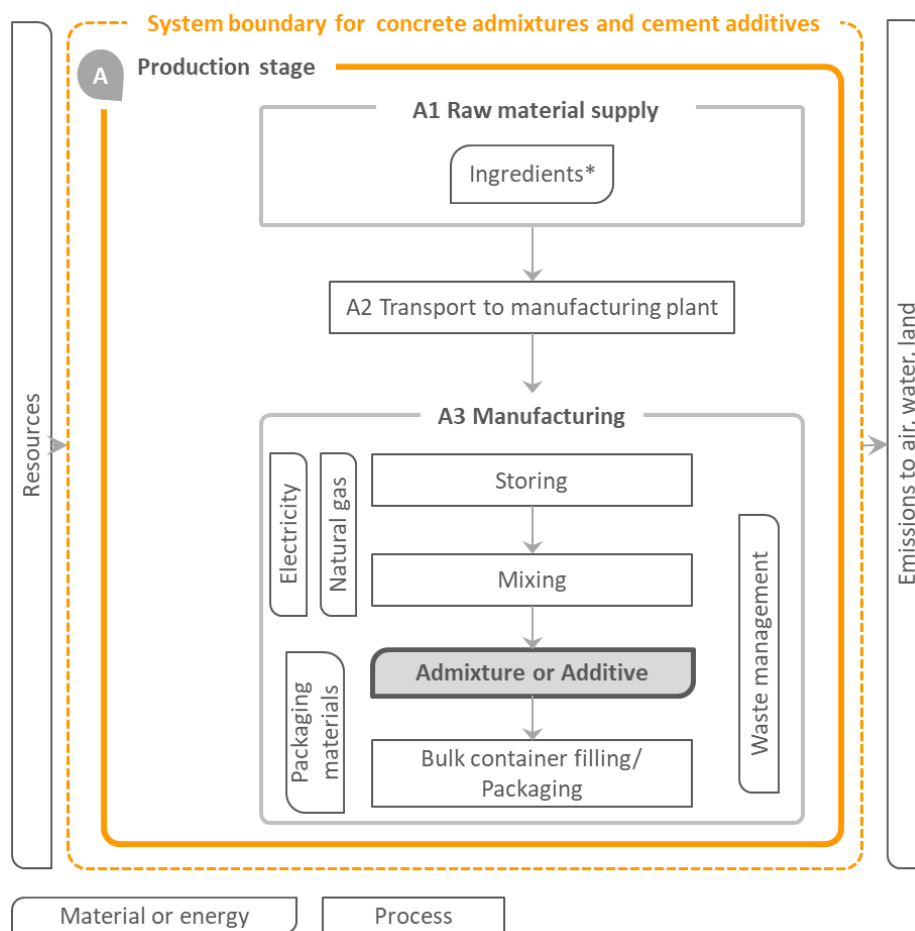 System boundary for concrete admixtures and cement additives
A
Production stage
A1 Raw material supply
Ingredients*
A2 Transport to manufacturing plant
A3 Manufacturing
Resources
Electricity
Natural gas
Storing
Mixing
Admixture or Additive
Packaging
materials
Bulk container filling/
Packaging
Waste management
Emissions to air, water, land
Material or energy
Process